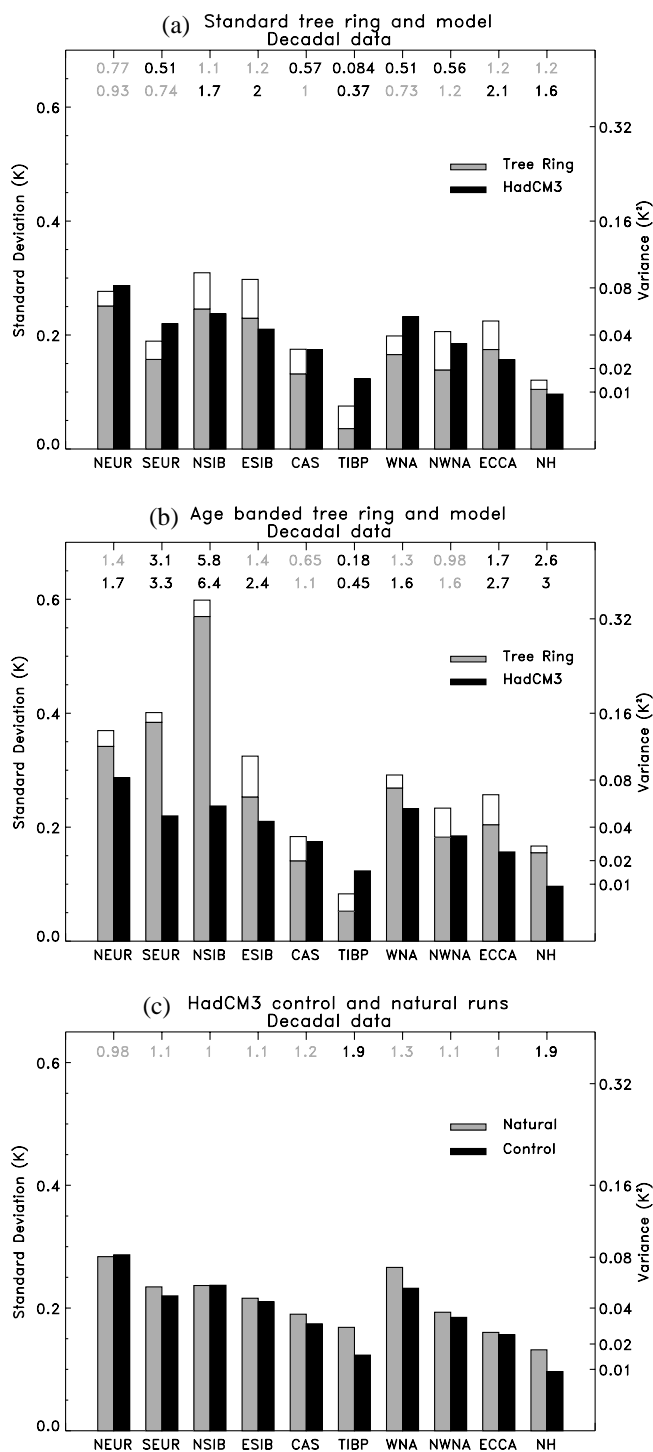 (a) Standard tree ring and model
Decadal data
0.77 0.51 1.1 1.2 0.57 0.084 0.51 0.56 1.2 1.2
0.93 0.74 1.7 2 1 0.37 0.73 1.2 2.1 1.6
Standard Deviation (K)
0.6
0.4
0.2
0.0
Tree Ring
HadCM3
Variance (K²)
0.32
0.16
0.08
0.04
0.02
0.01
NEUR SEUR NSIB ESIB CAS TIBP WNA NWNA ECCA NH
(b) Age banded tree ring and model
Decadal data
1.4 3.1 5.8 1.4 0.65 0.18 1.3 0.98 1.7 2.6
1.7 3.3 6.4 2.4 1.1 0.45 1.6 1.6 2.7 3
Standard Deviation (K)
0.6
0.4
0.2
0.0
Tree Ring
HadCM3
Variance (K²)
0.32
0.16
0.08
0.04
0.02
0.01
NEUR SEUR NSIB ESIB CAS TIBP WNA NWNA ECCA NH
(c) HadCM3 control and natural runs
Decadal data
0.98 1.1 1 1.1 1.2 1.9 1.3 1.1 1 1.9
Standard Deviation (K)
0.6
0.4
0.2
0.0
Natural
Control
Variance (K²)
0.32
0.16
0.08
0.04
0.02
0.01
NEUR SEUR NSIB ESIB CAS TIBP WNA NWNA ECCA NH